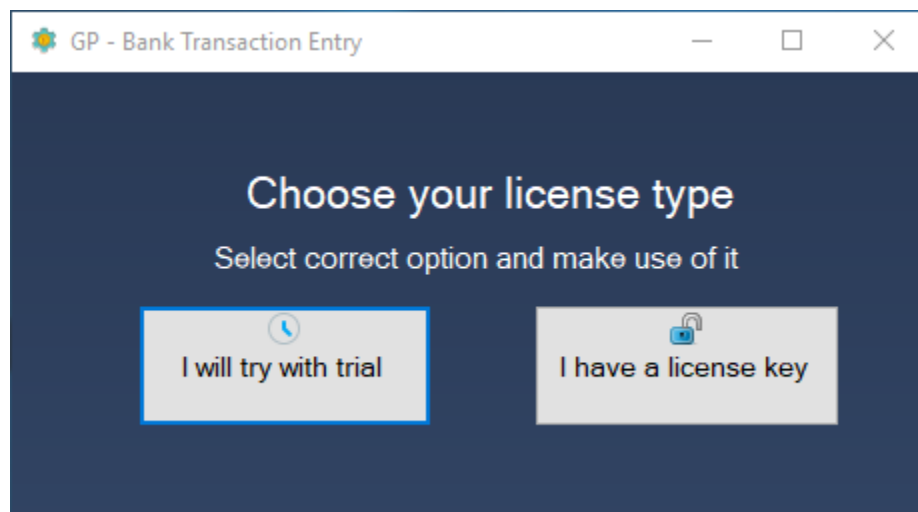 GP - Bank Transaction Entry
Choose your license type
Select correct option and make use of it
I will try with trial
I have a license key